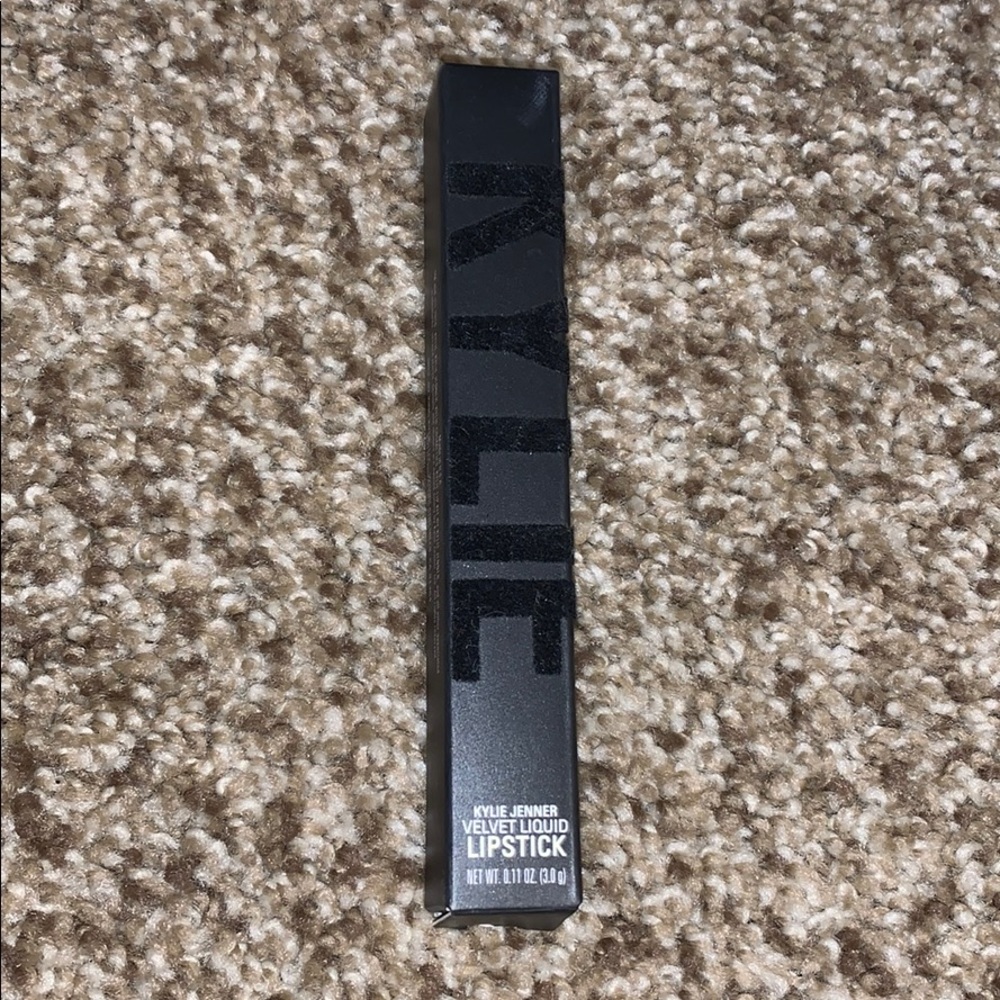 KYLIE
KYLIE JENNER
VELVET LIQUID
LIPSTICK
NET WT. 0.11 OZ. (3.0 g)